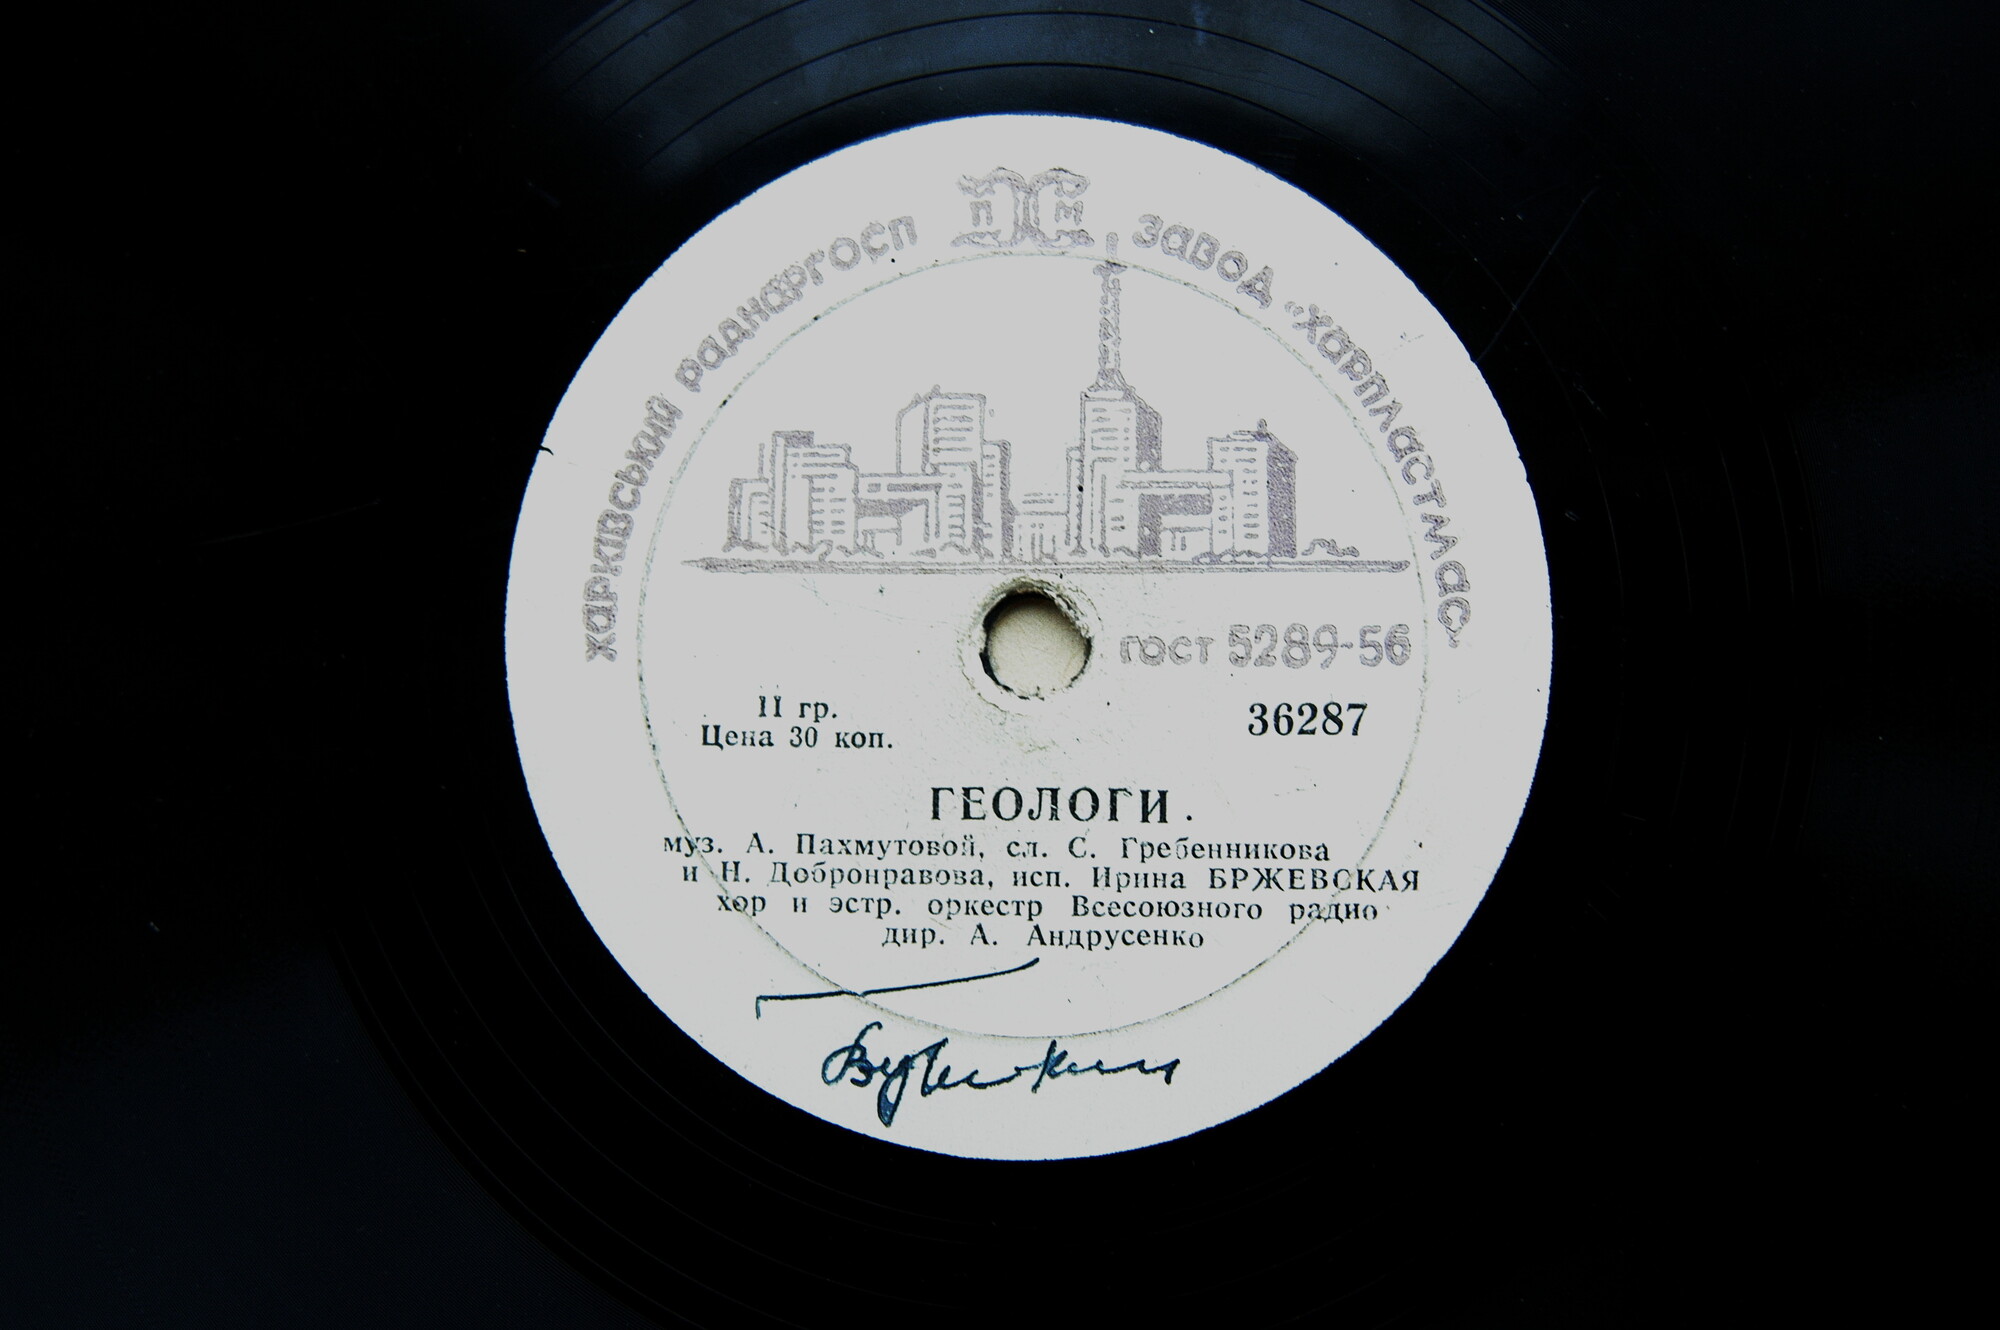 харківський раднаргосп
П М
завод „харпластмас"
гост 5289-56
II гр.
Цена 30 коп.
36287
ГЕОЛОГИ.
муз. А. Пахмутовой, сл. С. Гребенникова
и Н. Добронравова, исп. Ирина БРЖЕВСКАЯ
хор и эстр. оркестр Всесоюзного радио
дир. А. Андрусенко